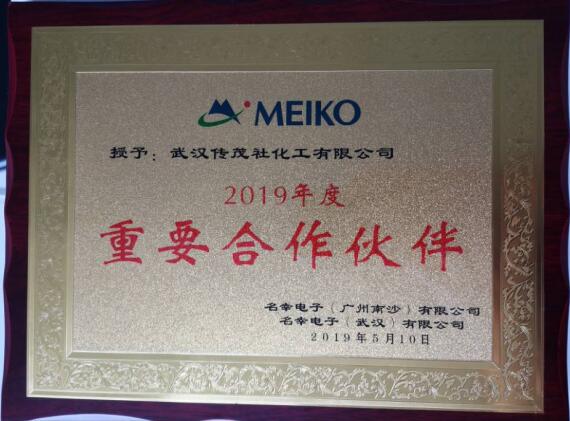 MEIKO
授予：武汉传茂社化工有限公司
2019年度
重要合作伙伴
名幸电子（广州南沙）有限公司
名幸电子（武汉）有限公司
2019年5月10日